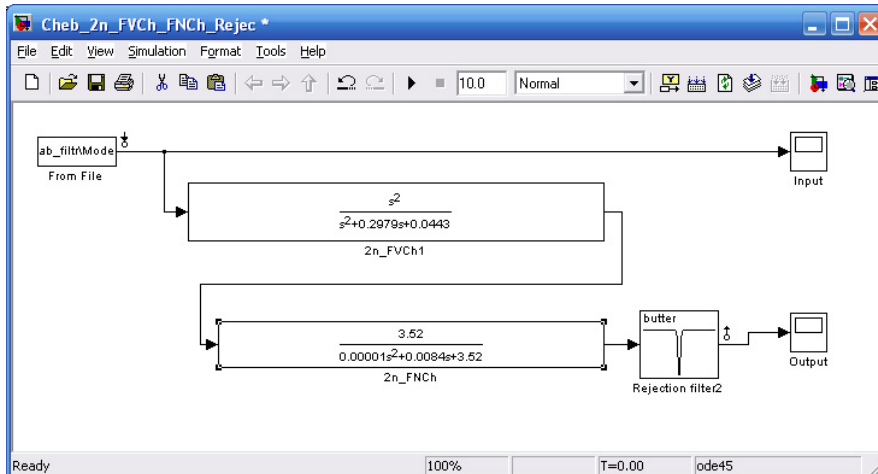 Cheb_2n_FVCh_FNCh_Rejec *
File Edit View Simulation Format Tools Help
10.0 Normal
ab_filtr\Mode
From File
Input
s2
s2+0.2979s+0.0443
2n_FVCh1
3.52
0.00001s2+0.0084s+3.52
2n_FNCh
butter
Rejection filter2
Output
Ready 100% T=0.00 ode45